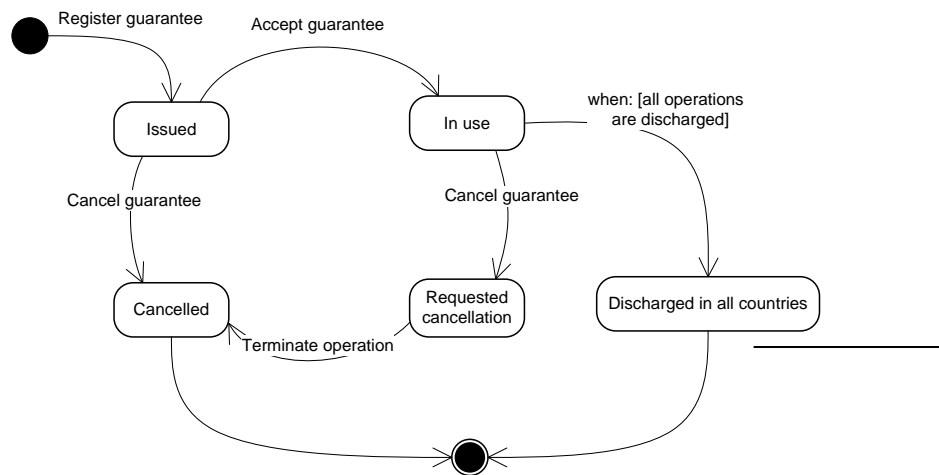 Register guarantee
Accept guarantee
when: [all operations
are discharged]
Issued
In use
Cancel guarantee
Cancel guarantee
Cancelled
Requested
cancellation
Discharged in all countries
Terminate operation